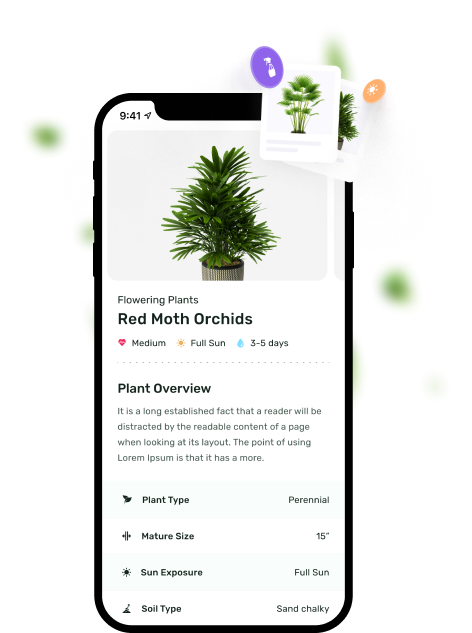 9:41
Flowering Plants
Red Moth Orchids
Medium Full Sun 3-5 days
Plant Overview
It is a long established fact that a reader will be
distracted by the readable content of a page
when looking at its layout. The point of using
Lorem Ipsum is that it has a more.
Plant Type Perennial
Mature Size 15"
Sun Exposure Full Sun
Soil Type Sand chalky